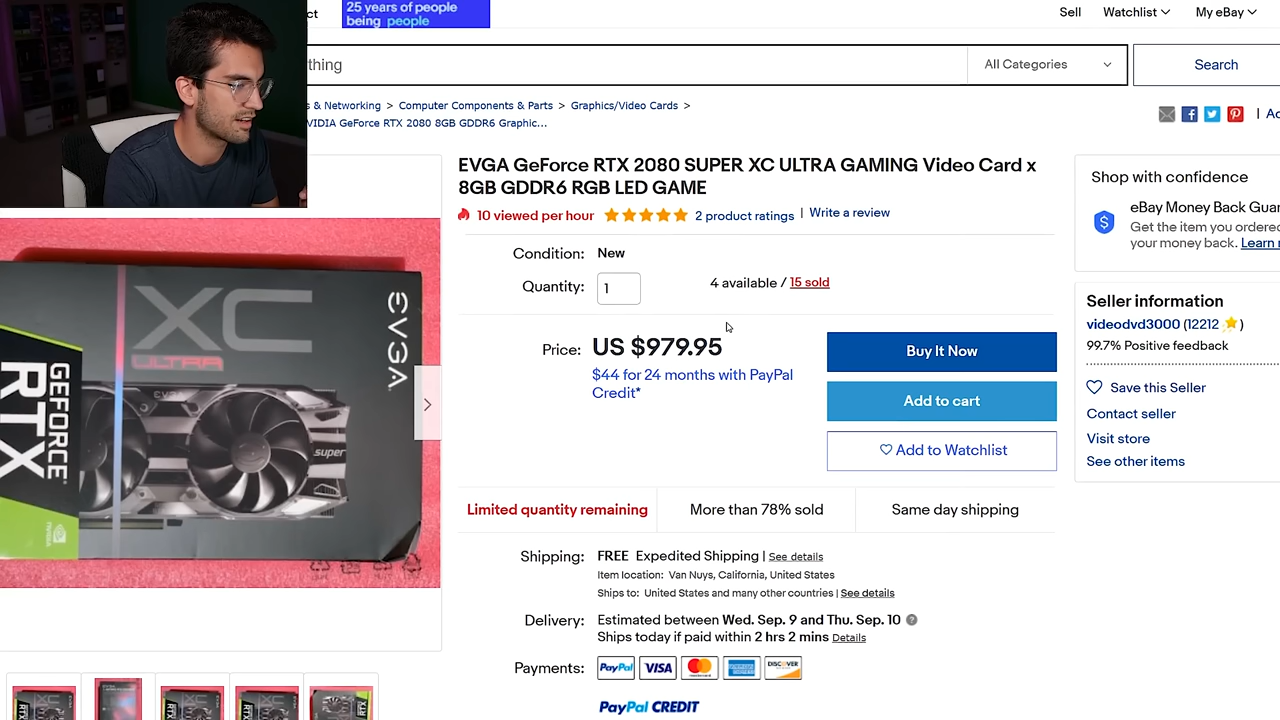 ct
25 years of people
being people
Sell
Watchlist
My eBay
thing
All Categories
Search
s & Networking > Computer Components & Parts > Graphics/Video Cards >
VIDIA GeForce RTX 2080 8GB GDDR6 Graphic...
| Ac
EVGA GeForce RTX 2080 SUPER XC ULTRA GAMING Video Card x
8GB GDDR6 RGB LED GAME
10 viewed per hour
2 product ratings | Write a review
Condition: New
Quantity: 1
4 available / 15 sold
Price: US $979.95
$44 for 24 months with PayPal
Credit*
Buy It Now
Add to cart
Add to Watchlist
Limited quantity remaining
More than 78% sold
Same day shipping
Shipping: FREE Expedited Shipping | See details
Item location: Van Nuys, California, United States
Ships to: United States and many other countries | See details
Delivery: Estimated between Wed. Sep. 9 and Thu. Sep. 10
Ships today if paid within 2 hrs 2 mins Details
Payments: PayPal VISA MasterCard AMERICAN EXPRESS DISCOVER
PayPal CREDIT
Shop with confidence
eBay Money Back Guar
Get the item you ordered
your money back. Learn
Seller information
videodvd3000 (12212 )
99.7% Positive feedback
Save this Seller
Contact seller
Visit store
See other items
XC
ULTRA
EVGA
GEFORCE
RTX
super